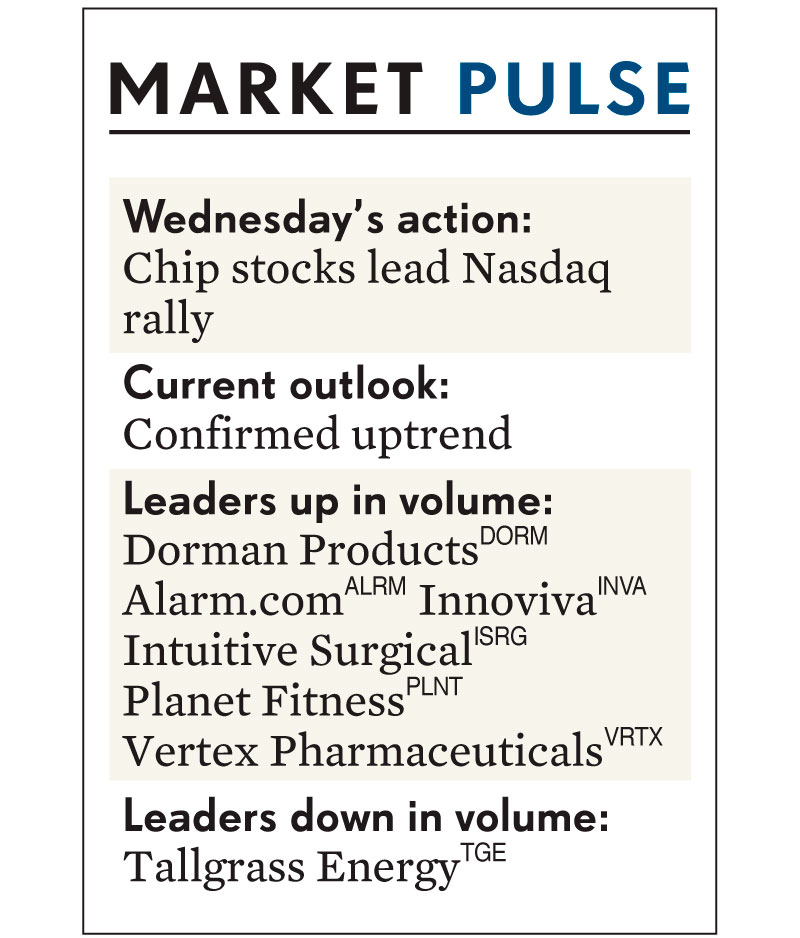 MARKET PULSE
Wednesday’s action:
Chip stocks lead Nasdaq
rally
Current outlook:
Confirmed uptrend
Leaders up in volume:
Dorman Products DORM
Alarm.com ALRM Innoviva INVA
Intuitive Surgical ISRG
Planet Fitness PLNT
Vertex Pharmaceuticals VRTX
Leaders down in volume:
Tallgrass Energy TGE